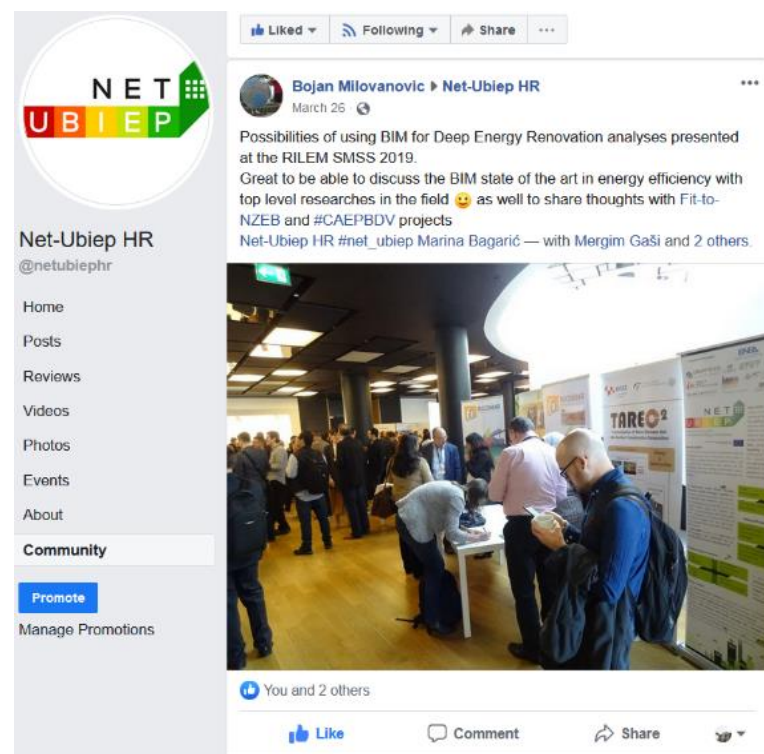 NET
UBIEP
Net-Ubiep HR
@netubiephr
Home
Posts
Reviews
Videos
Photos
Events
About
Community
Promote
Manage Promotions
Liked
Following
Share
Bojan Milovanovic ▸ Net-Ubiep HR
March 26
Possibilities of using BIM for Deep Energy Renovation analyses presented
at the RILEM SMSS 2019.
Great to be able to discuss the BIM state of the art in energy efficiency with
top level researches in the field 🙂 as well to share thoughts with Fit-to-
NZEB and #CAEPBDV projects
Net-Ubiep HR #net_ubiep Marina Bagarić — with Mergim Gaši and 2 others.
TAREC²
NET
UBIEP
You and 2 others
Like
Comment
Share